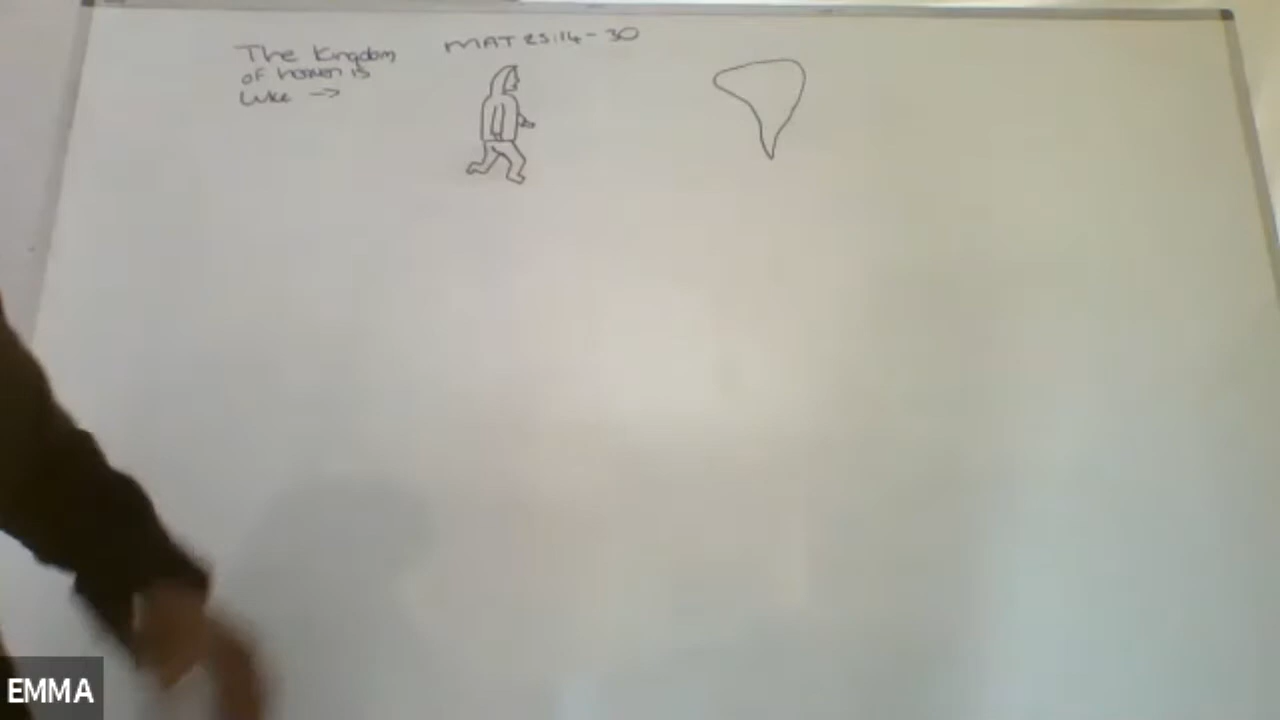 The Kingdom
of heaven is
Like →
MAT 25:14-30
EMMA